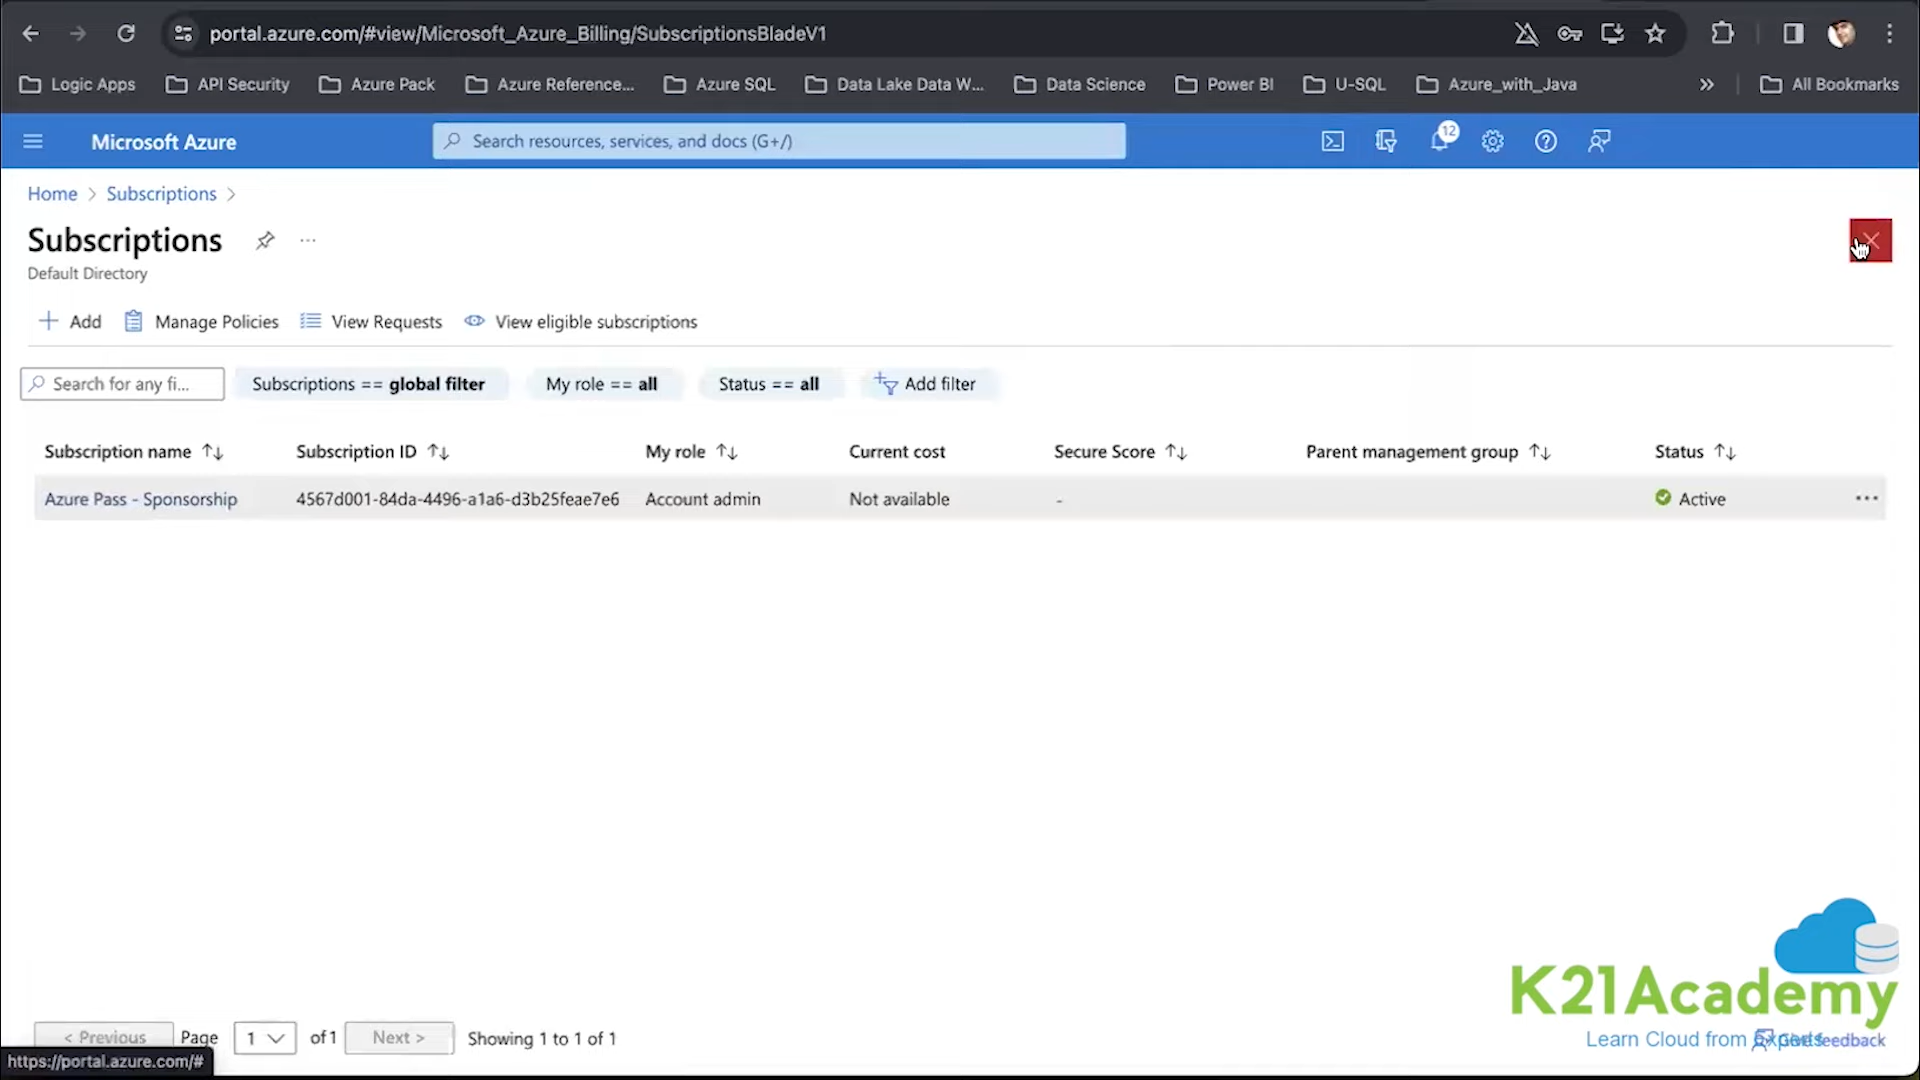 portal.azure.com/#view/Microsoft_Azure_Billing/SubscriptionsBladeV1
Logic Apps API Security Azure Pack Azure Reference... Azure SQL Data Lake Data W... Data Science Power BI U-SQL Azure_with_Java » All Bookmarks
Microsoft Azure Search resources, services, and docs (G+/) 12
Home > Subscriptions >
Subscriptions ...
Default Directory
+ Add Manage Policies View Requests View eligible subscriptions
Search for any fi... Subscriptions == global filter My role == all Status == all Add filter
Subscription name ↑↓ Subscription ID ↑↓ My role ↑↓ Current cost Secure Score ↑↓ Parent management group ↑↓ Status ↑↓
Azure Pass - Sponsorship 4567d001-84da-4496-a1a6-d3b25feae7e6 Account admin Not available - Active ...
K21Academy
Learn Cloud from Experts
Give feedback
< Previous Page 1 of 1 Next > Showing 1 to 1 of 1
https://portal.azure.com/#